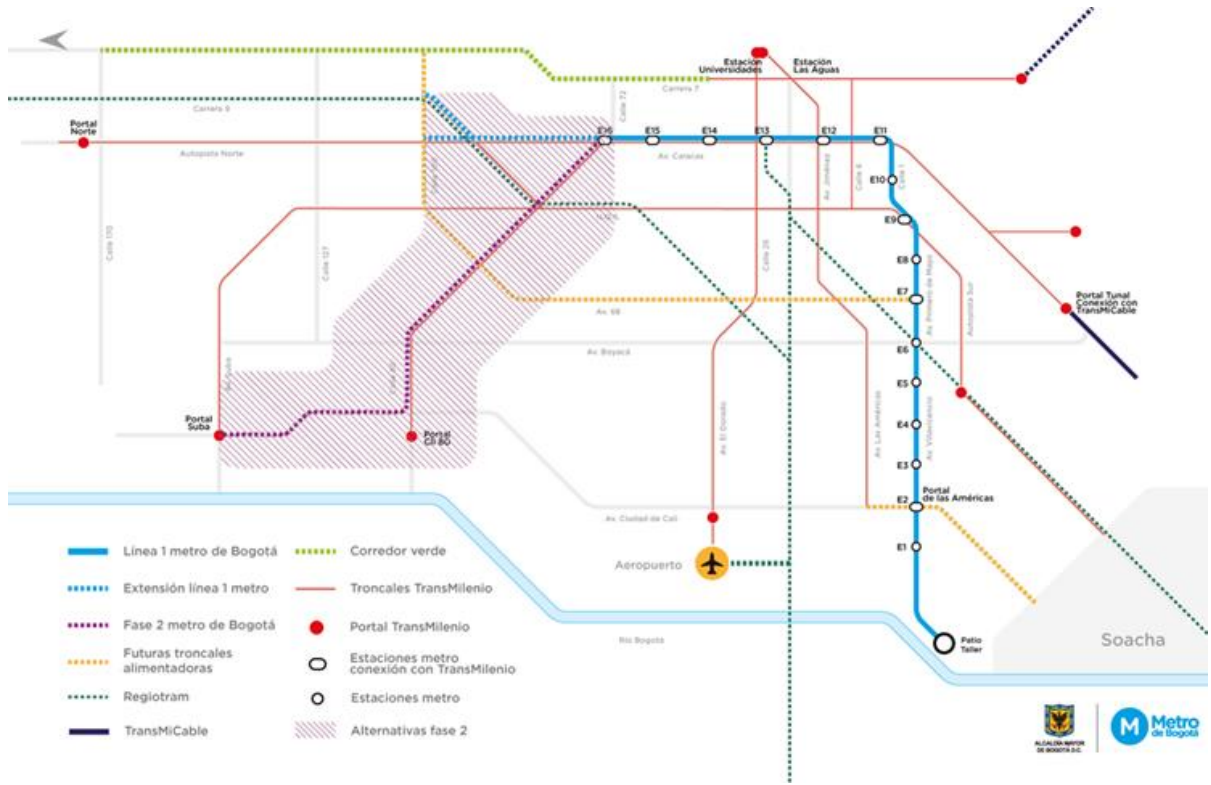 Estación
Universidades
Estación
Las Aguas
Carrera 7
Calle 72
Carrera 9
Portal
Norte
Autopista Norte
E16
E15
E14
E13
E12
E11
Av. Caracas
Av. Jiménez
Calle 6
Calle 1
E10
E9
Calle 170
Calle 127
Calle 26
E8
E7
Av. Primero de Mayo
Autopista Sur
Portal Tunal
Conexión con
TransMiCable
Av. 68
Av. Boyacá
E6
E5
E4
E3
Av. Villavicencio
Av. El Dorado
Av. Las Américas
Portal
Suba
Portal
Cll 80
E2
Portal
de las Américas
Av. Ciudad de Cali
E1
Aeropuerto
Río Bogotá
Patio
Taller
Soacha
Línea 1 metro de Bogotá
Extensión línea 1 metro
Fase 2 metro de Bogotá
Futuras troncales
alimentadoras
Regiotram
TransMiCable
Corredor verde
Troncales TransMilenio
Portal TransMilenio
Estaciones metro
conexión con TransMilenio
Estaciones metro
Alternativas fase 2
ALCALDÍA MAYOR
DE BOGOTÁ D.C.
M
Metro
de Bogotá